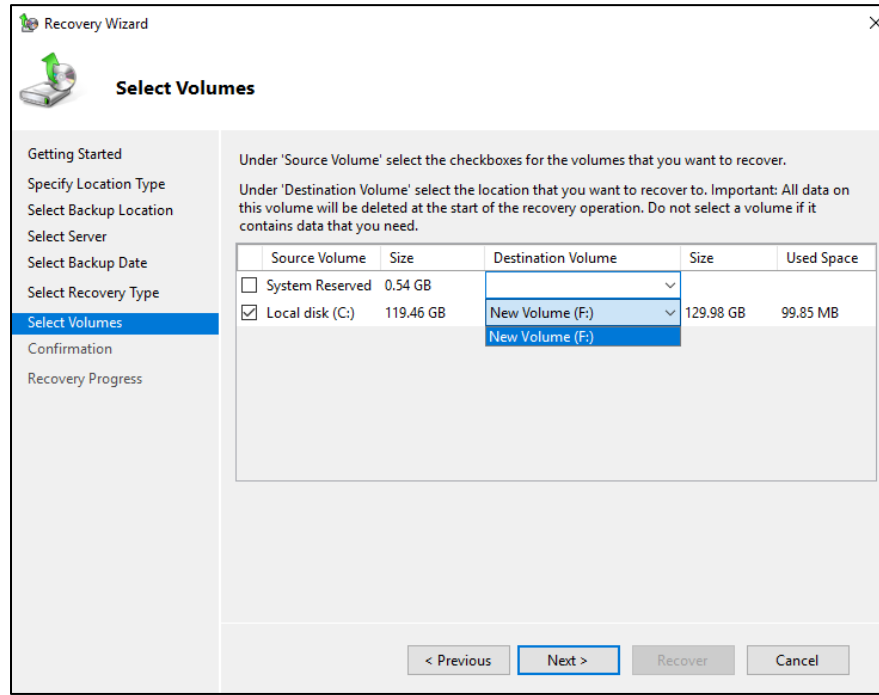 Recovery Wizard
Select Volumes
Getting Started
Specify Location Type
Select Backup Location
Select Server
Select Backup Date
Select Recovery Type
Select Volumes
Confirmation
Recovery Progress
Under 'Source Volume' select the checkboxes for the volumes that you want to recover.
Under 'Destination Volume' select the location that you want to recover to. Important: All data on
this volume will be deleted at the start of the recovery operation. Do not select a volume if it
contains data that you need.
Source Volume Size Destination Volume Size Used Space
System Reserved 0.54 GB
Local disk (C:) 119.46 GB New Volume (F:) 129.98 GB 99.85 MB
New Volume (F:)
< Previous Next > Recover Cancel